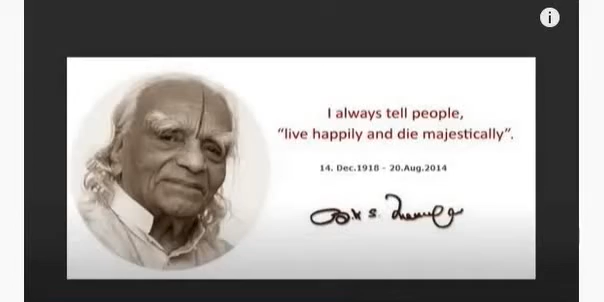 I always tell people,
“live happily and die majestically”.
14. Dec.1918 - 20.Aug.2014